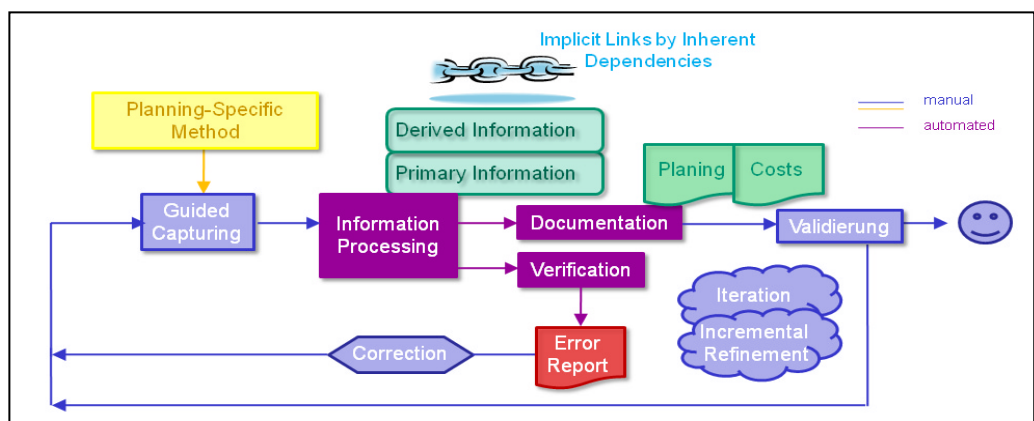 Implicit Links by Inherent
Dependencies
manual
automated
Planning-Specific
Method
Derived Information
Primary Information
Planing
Costs
Guided
Capturing
Information
Processing
Documentation
Validierung
Verification
Iteration
Incremental
Refinement
Correction
Error
Report